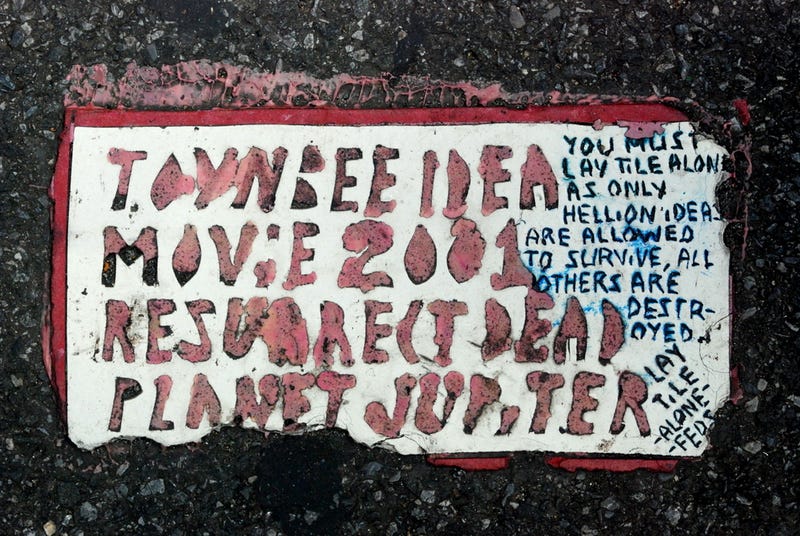 TOYNBEE IDEA
MOVIE 2001
RESURRECT DEAD
PLANET JUPITER
YOU MUST
LAY TILE ALONE
AS ONLY
HELLION IDEAS
ARE ALLOWED
TO SURVIVE, ALL
OTHERS ARE
DESTR-
OYED.
LAY
TILE
-ALONE-
-FEDS